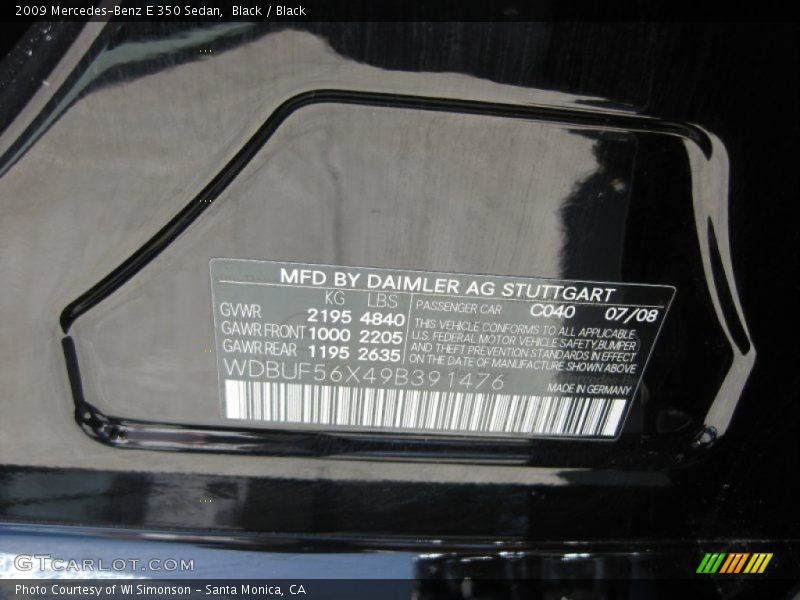 2009 Mercedes-Benz E 350 Sedan, Black / Black
MFD BY DAIMLER AG STUTTGART
KG LBS
GVWR 2195 4840
GAWR FRONT 1000 2205
GAWR REAR 1195 2635
PASSENGER CAR C040 07/08
THIS VEHICLE CONFORMS TO ALL APPLICABLE
U.S. FEDERAL MOTOR VEHICLE SAFETY,BUMPER
AND THEFT PREVENTION STANDARDS IN EFFECT
ON THE DATE OF MANUFACTURE SHOWN ABOVE
WDBUF56X49B391476
MADE IN GERMANY
GTCARLOT.COM
Photo Courtesy of WI Simonson - Santa Monica, CA